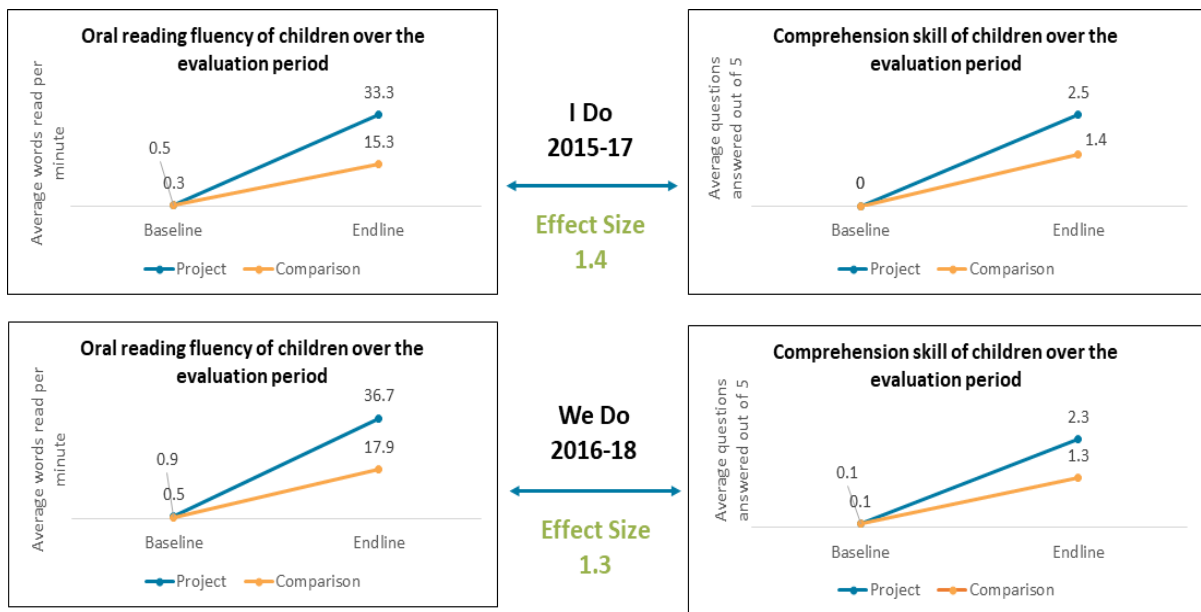 Oral reading fluency of children over the
evaluation period
Average words read per
minute
33.3
15.3
0.5
0.3
Baseline
Endline
Project
Comparison
I Do
2015-17
Effect Size
1.4
Comprehension skill of children over the
evaluation period
Average questions
answered out of 5
2.5
1.4
0
Baseline
Endline
Project
Comparison
Oral reading fluency of children over the
evaluation period
Average words read per
minute
36.7
17.9
0.9
0.5
Baseline
Endline
Project
Comparison
We Do
2016-18
Effect Size
1.3
Comprehension skill of children over the
evaluation period
Average questions
answered out of 5
2.3
1.3
0.1
0.1
Baseline
Endline
Project
Comparison